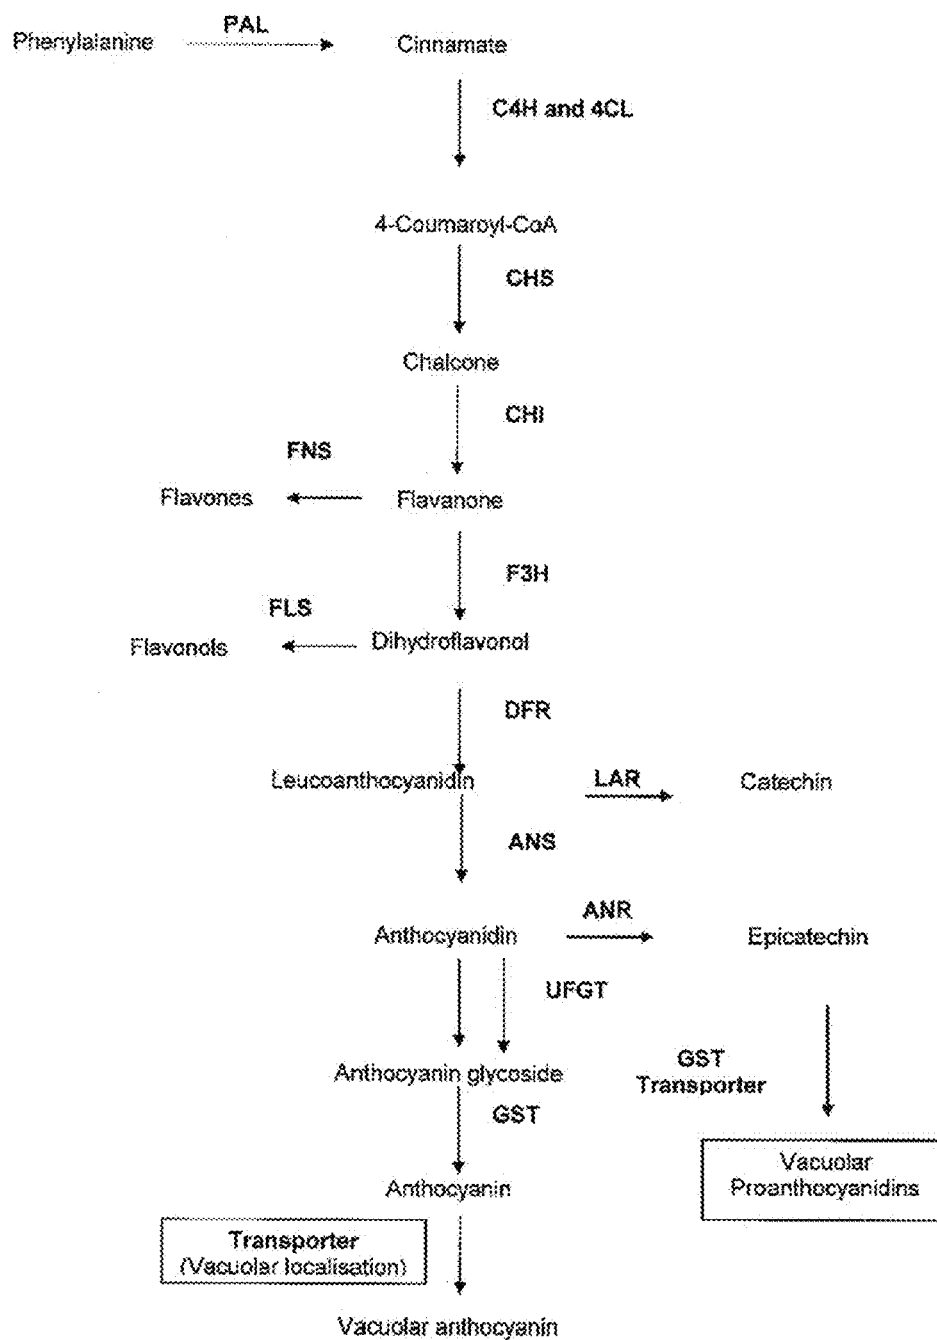 PAL
Phenylalanine
Cinnamate
C4H and 4CL
4-Coumaroyl-CoA
CHS
Chalcone
CHI
FNS
Flavones
Flavanone
F3H
FLS
Flavonols
Dihydroflavonol
DFR
Leucoanthocyanidin
LAR
Catechin
ANS
ANR
Anthocyanidin
Epicatechin
UFGT
Anthocyanin glycoside
GST
Transporter
GST
Vacuolar
Proanthocyanidins
Anthocyanin
Transporter
(Vacuolar localisation)
Vacuolar anthocyanin